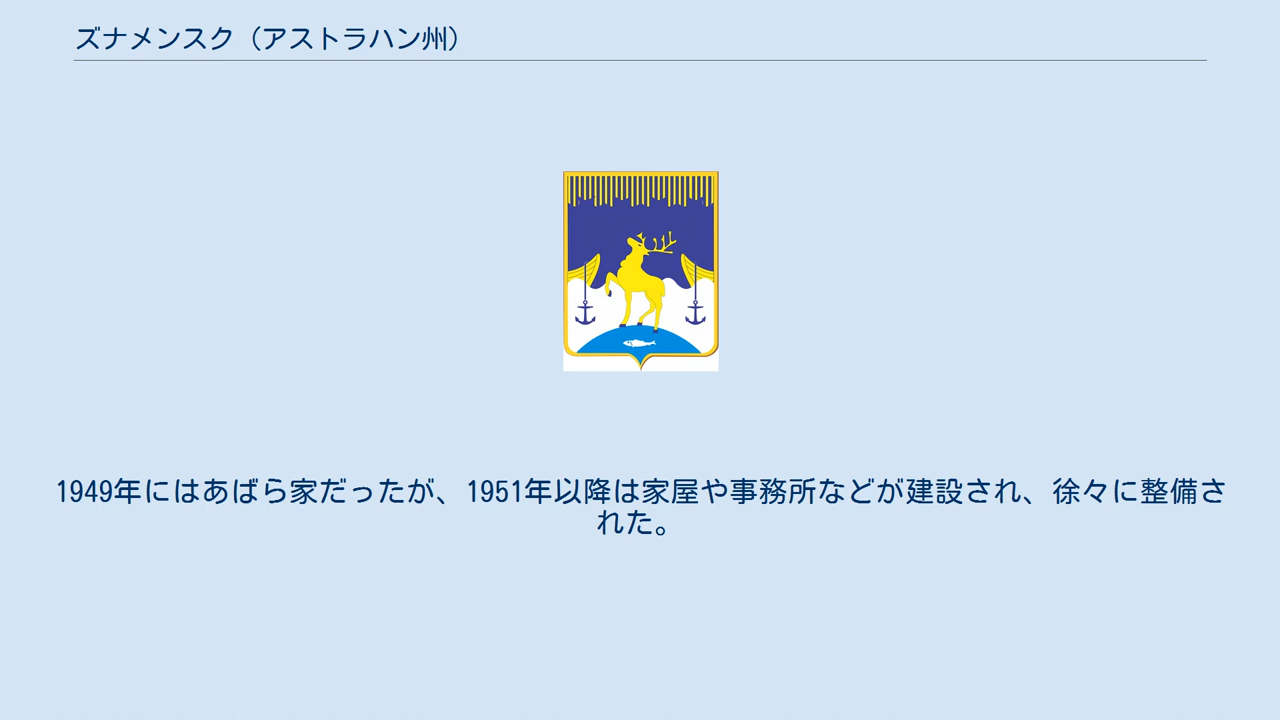 ズナメンスク（アストラハン州）
1949年にはあばら家だったが、1951年以降は家屋や事務所などが建設され、徐々に整備さ
れた。